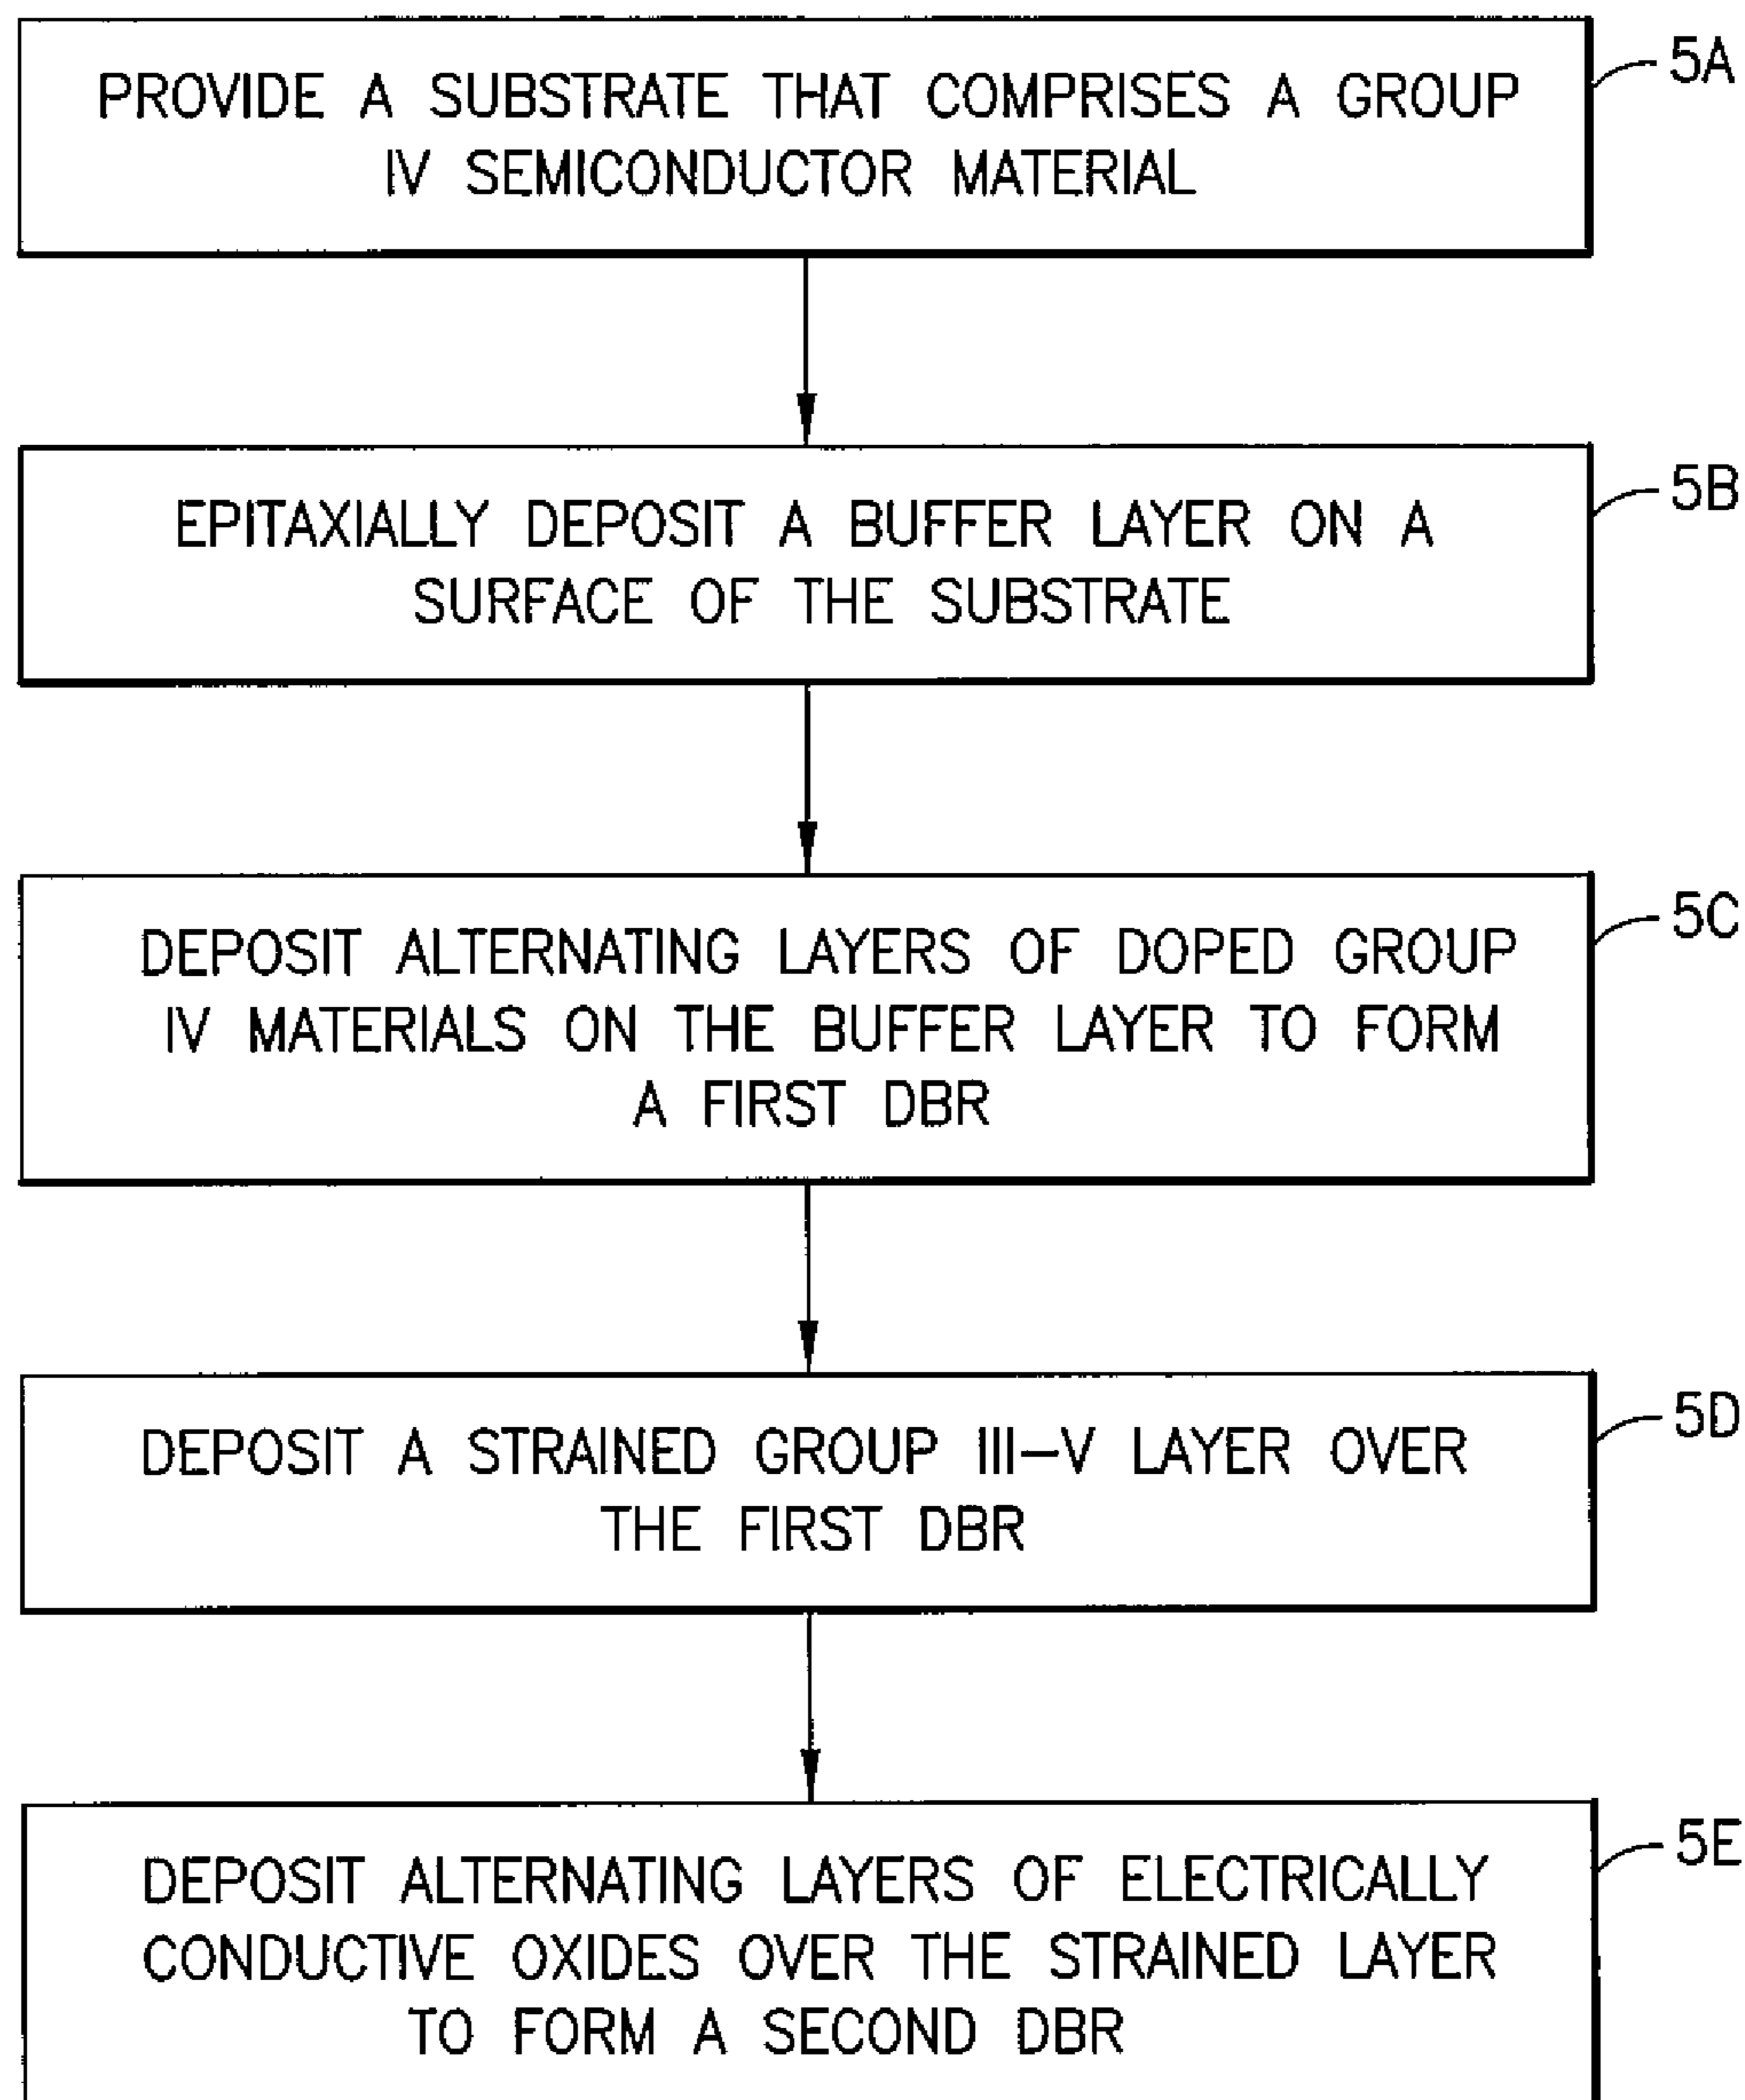 PROVIDE A SUBSTRATE THAT COMPRISES A GROUP
IV SEMICONDUCTOR MATERIAL
5A
EPITAXIALLY DEPOSIT A BUFFER LAYER ON A
SURFACE OF THE SUBSTRATE
5B
DEPOSIT ALTERNATING LAYERS OF DOPED GROUP
IV MATERIALS ON THE BUFFER LAYER TO FORM
A FIRST DBR
5C
DEPOSIT A STRAINED GROUP III-V LAYER OVER
THE FIRST DBR
5D
DEPOSIT ALTERNATING LAYERS OF ELECTRICALLY
CONDUCTIVE OXIDES OVER THE STRAINED LAYER
TO FORM A SECOND DBR
5E